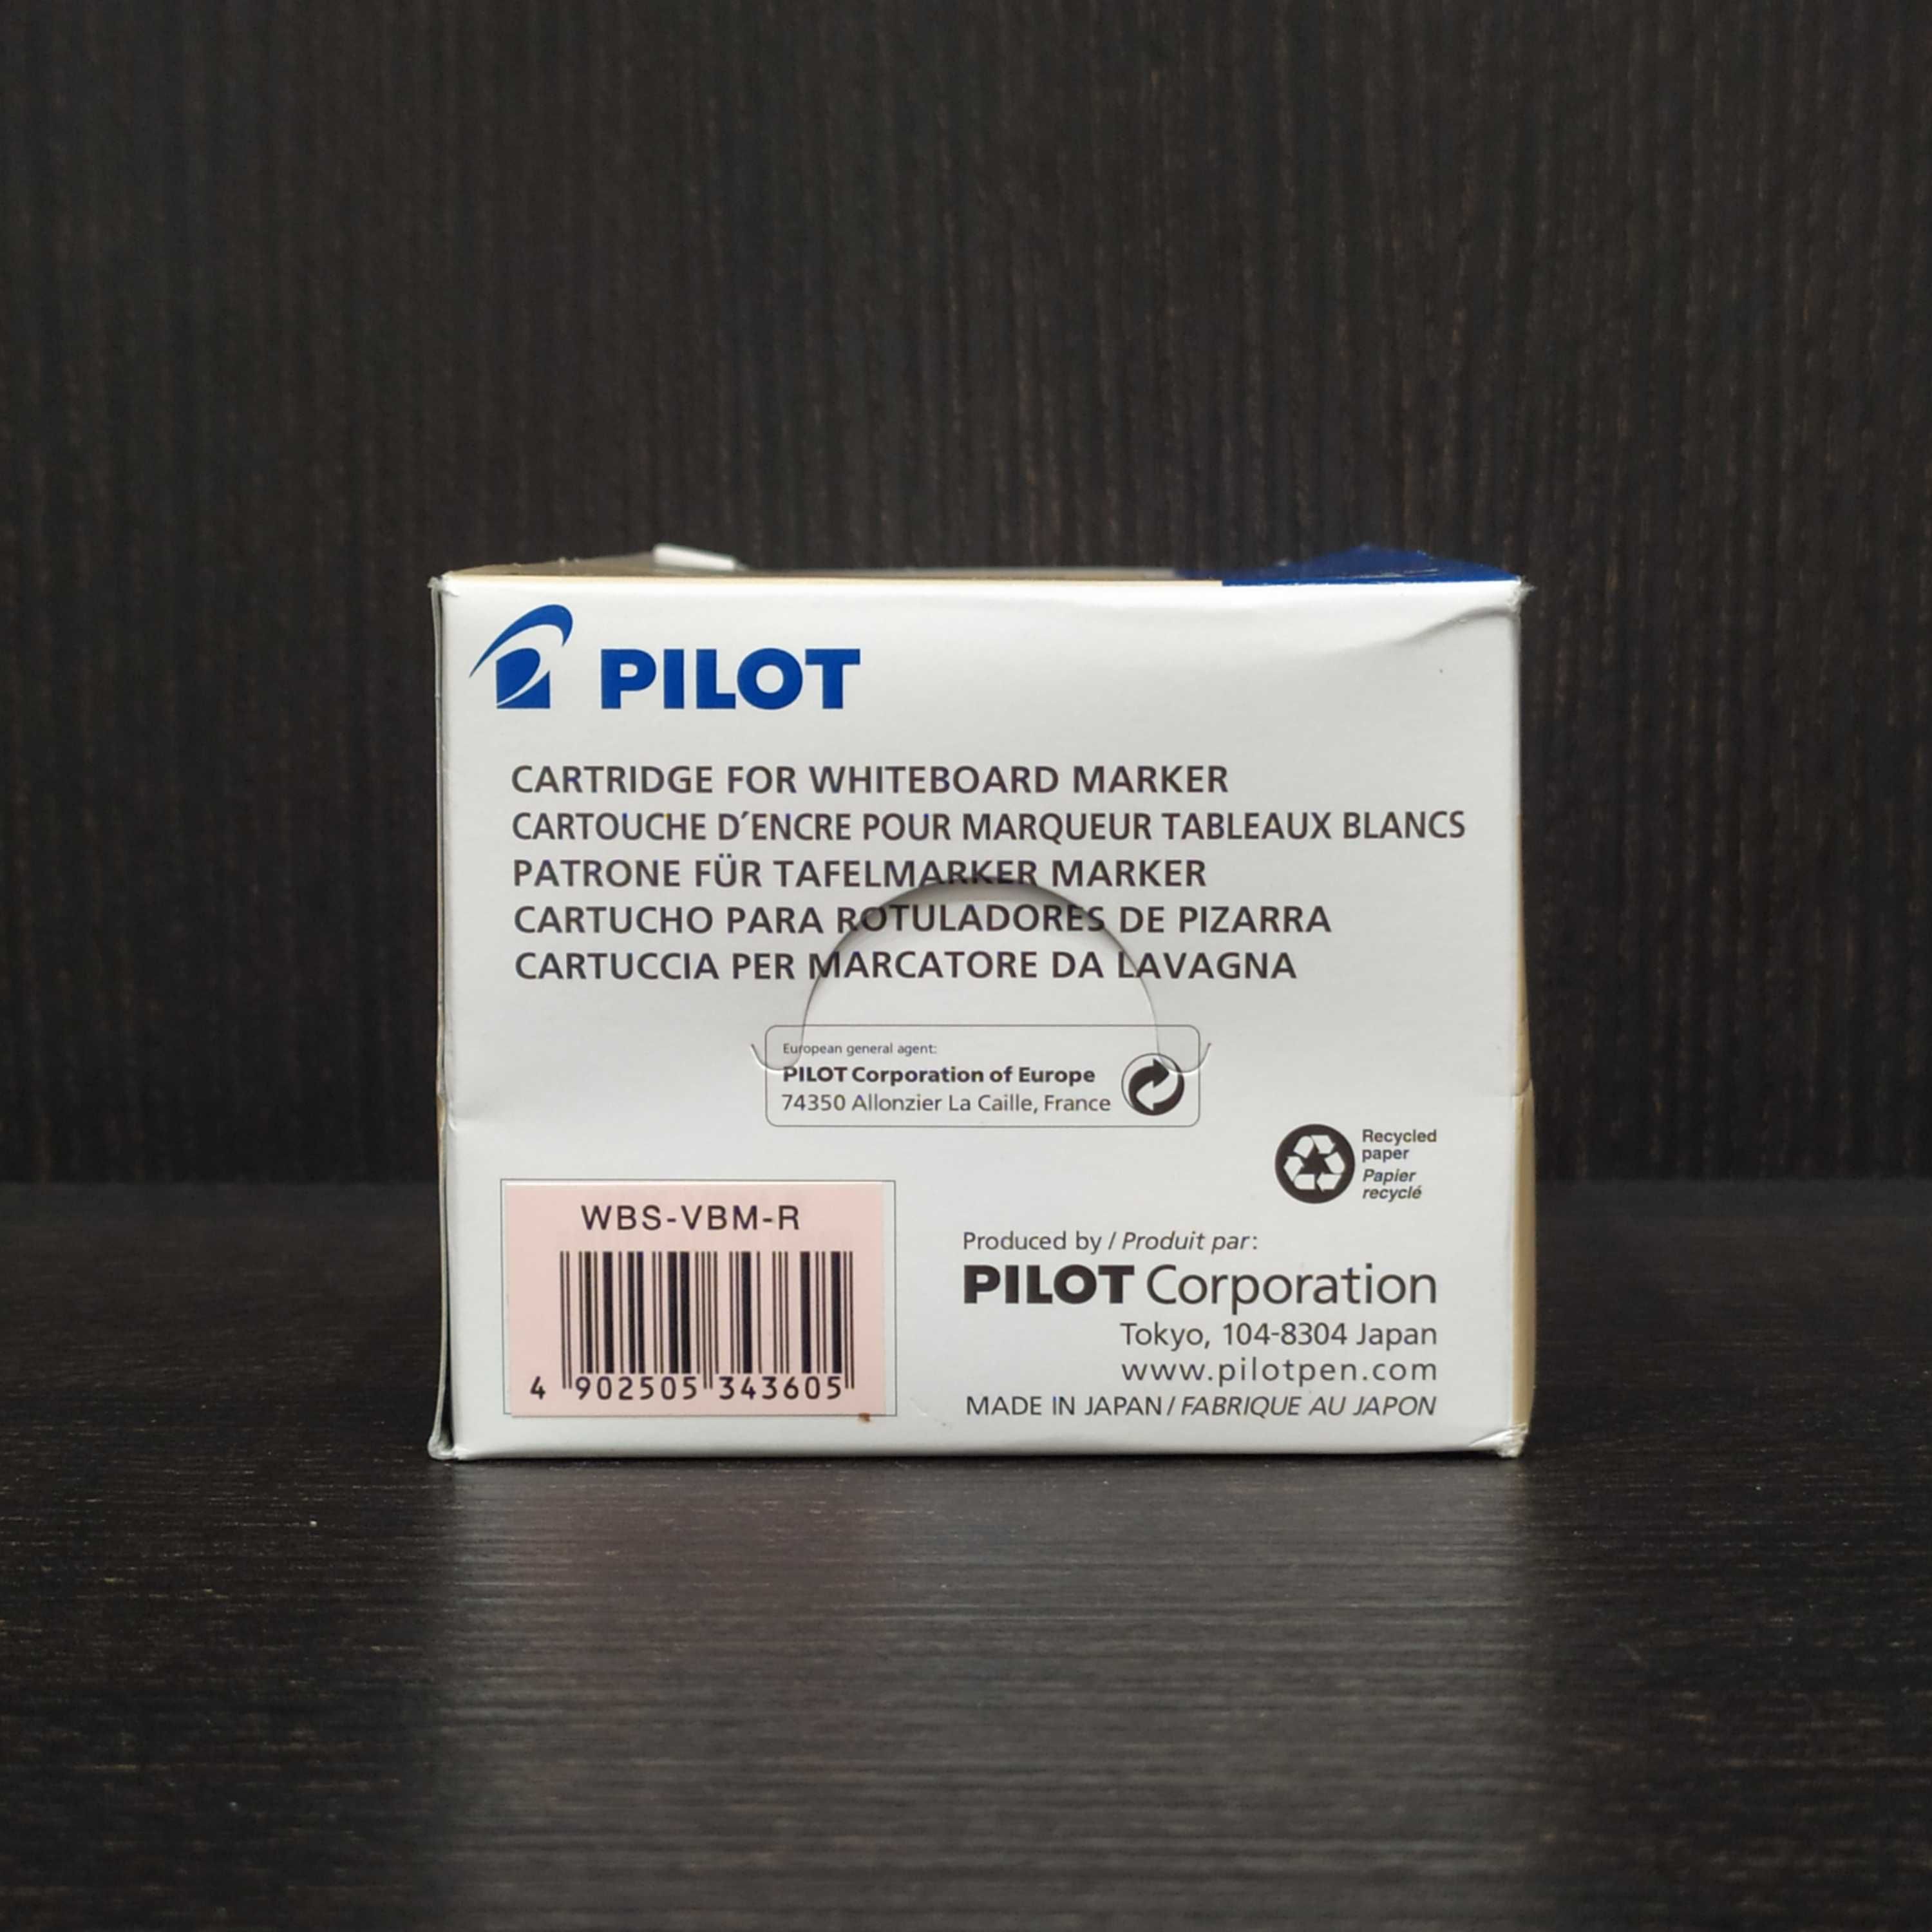 PILOT
CARTRIDGE FOR WHITEBOARD MARKER
CARTOUCHE D'ENCRE POUR MARQUEUR TABLEAUX BLANCS
PATRONE FÜR TAFELMARKER MARKER
CARTUCHO PARA ROTULADORES DE PIZARRA
CARTUCCIA PER MARCATORE DA LAVAGNA
European general agent:
PILOT Corporation of Europe
74350 Allonzier La Caille, France
Recycled
paper
Papier
recyclé
WBS-VBM-R
4 902505 343605
Produced by / Produit par:
PILOT Corporation
Tokyo, 104-8304 Japan
www.pilotpen.com
MADE IN JAPAN / FABRIQUE AU JAPON